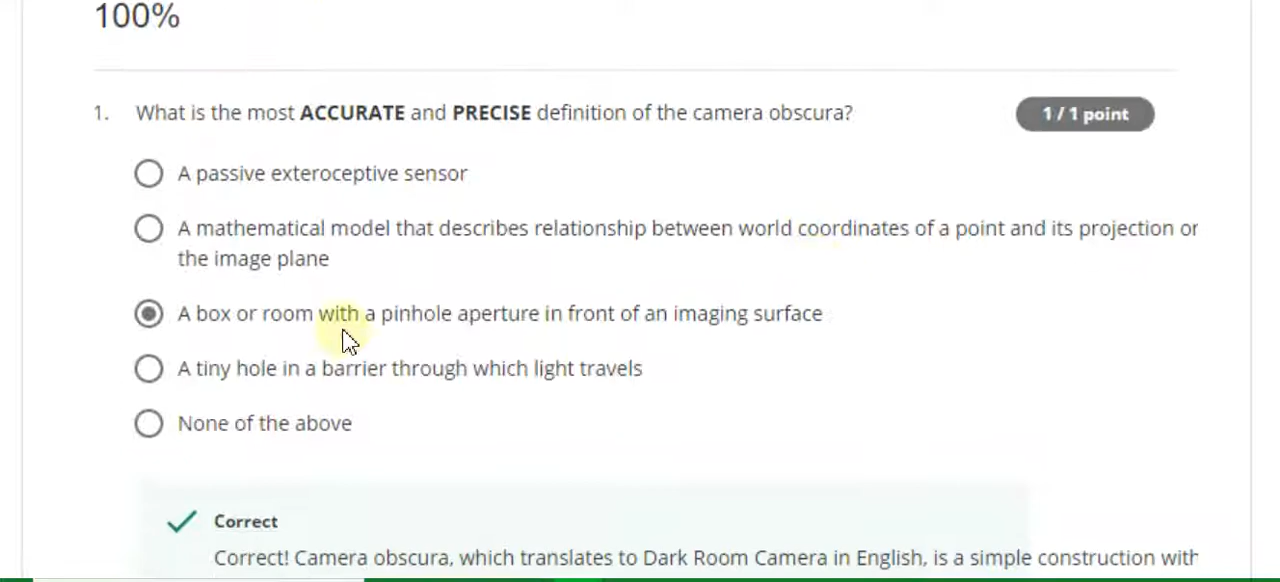 100%
1. What is the most ACCURATE and PRECISE definition of the camera obscura?
1 / 1 point
A passive exteroceptive sensor
A mathematical model that describes relationship between world coordinates of a point and its projection or
the image plane
A box or room with a pinhole aperture in front of an imaging surface
A tiny hole in a barrier through which light travels
None of the above
Correct
Correct! Camera obscura, which translates to Dark Room Camera in English, is a simple construction with